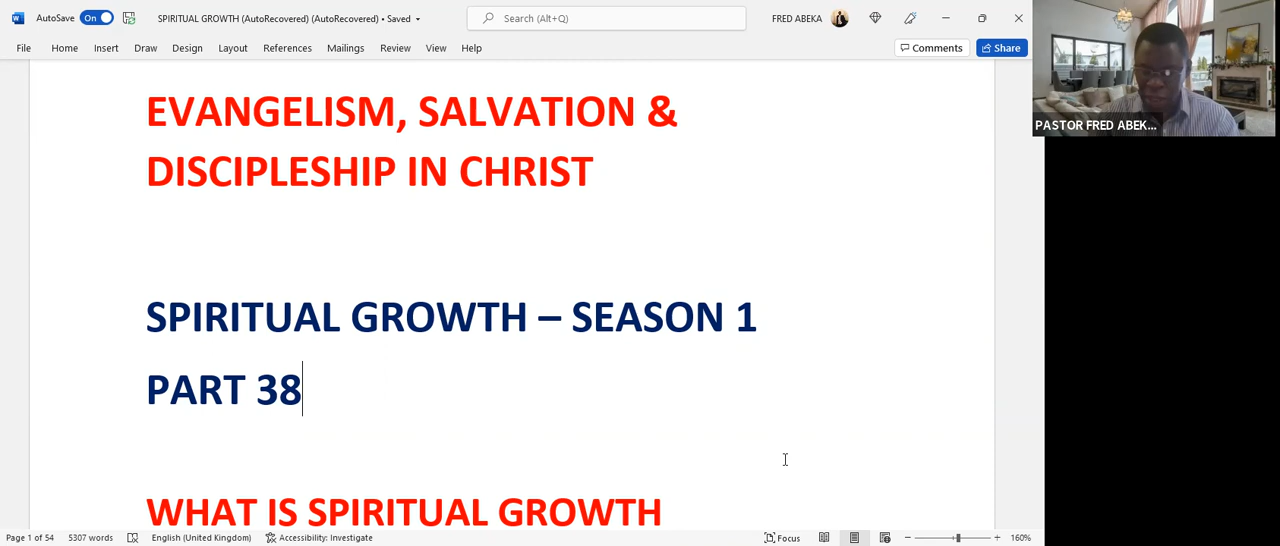 SPIRITUAL GROWTH (AutoRecovered) (AutoRecovered) • Saved
AutoSave On
Search (Alt+Q)
FRED ABEKA
File Home Insert Draw Design Layout References Mailings Review View Help
Comments Share
PASTOR FRED ABEK...
EVANGELISM, SALVATION &
DISCIPLESHIP IN CHRIST
SPIRITUAL GROWTH – SEASON 1
PART 38
WHAT IS SPIRITUAL GROWTH
Page 1 of 54 5307 words English (United Kingdom) Accessibility: Investigate Focus 160%